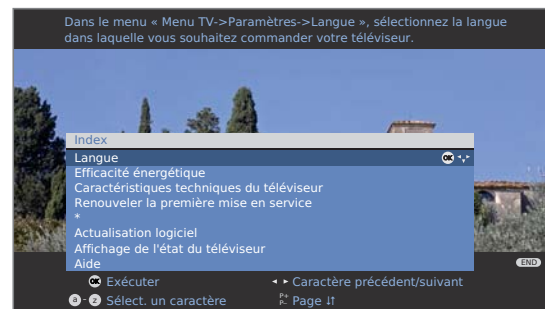 Dans le menu « Menu TV->Paramètres->Langue », sélectionnez la langue
dans laquelle vous souhaitez commander votre téléviseur.
Index
Langue OK
Efficacité énergétique
Caractéristiques techniques du téléviseur
Renouveler la première mise en service
*
Actualisation logiciel
Affichage de l'état du téléviseur
Aide
END
OK Exécuter ◂ ▸ Caractère précédent/suivant
a - z Sélect. un caractère P+ P- Page ↓↑